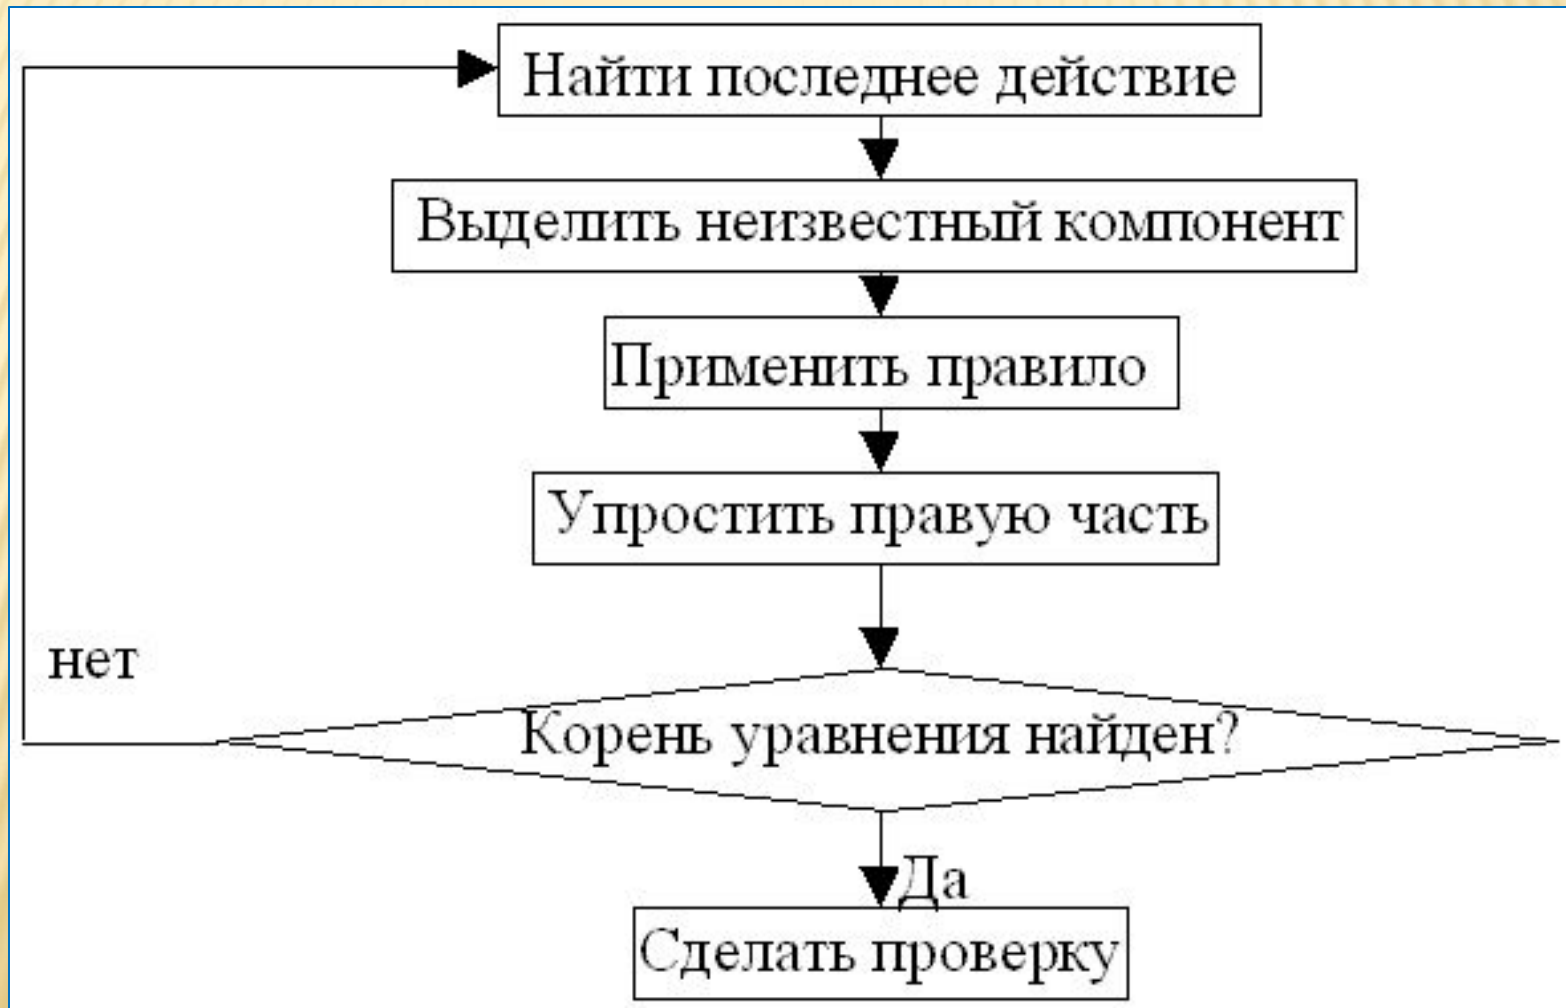 Найти последнее действие
Выделить неизвестный компонент
Применить правило
Упростить правую часть
нет
Корень уравнения найден?
Да
Сделать проверку